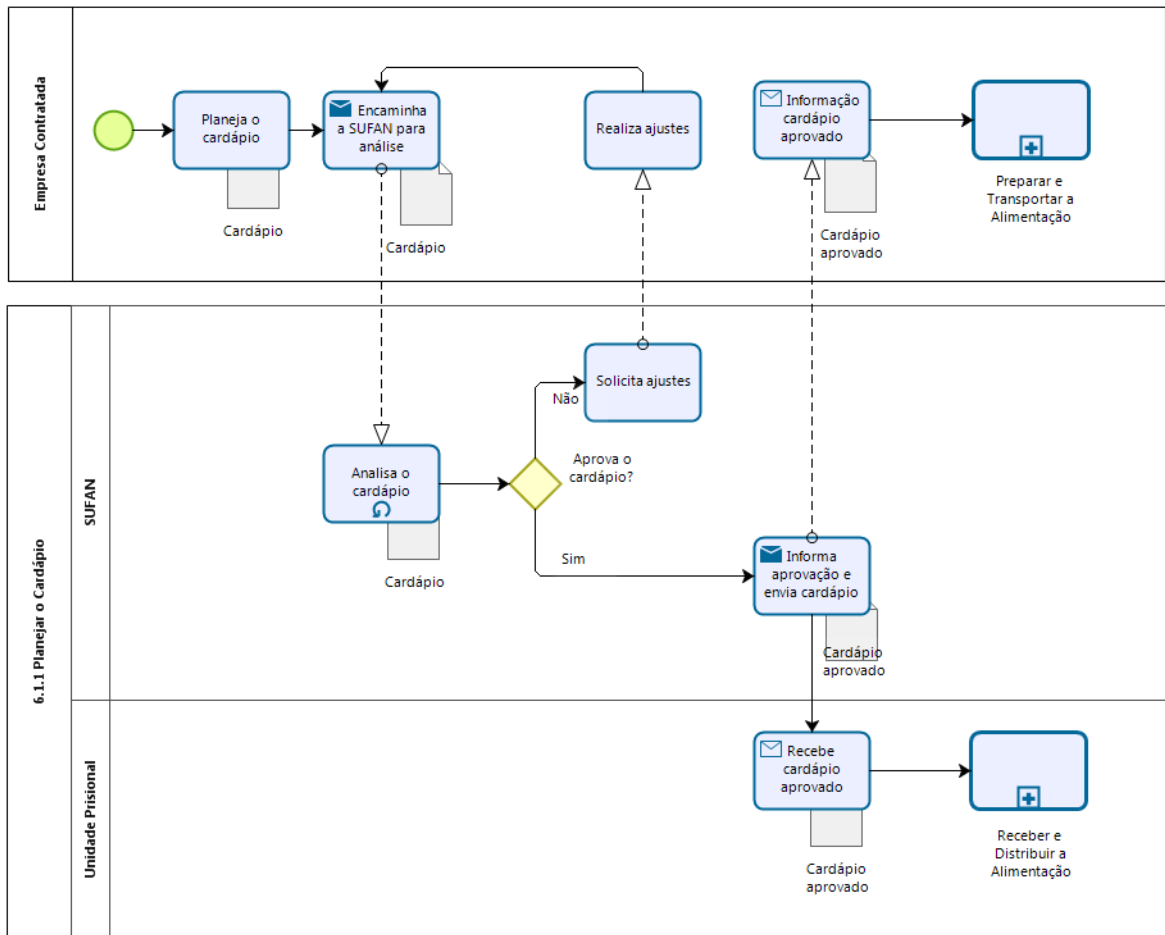 Empresa Contratada
Planeja o
cardápio
Cardápio
Encaminha
a SUFAN para
análise
Cardápio
Realiza ajustes
Informação
cardápio
aprovado
Cardápio
aprovado
Preparar e
Transportar a
Alimentação
6.1.1 Planejar o Cardápio
SUFAN
Solicita ajustes
Não
Analisa o
cardápio
Cardápio
Aprova o
cardápio?
Sim
Informa
aprovação e
envia cardápio
Cardápio
aprovado
Unidade Prisional
Recebe
cardápio
aprovado
Cardápio
aprovado
Receber e
Distribuir a
Alimentação